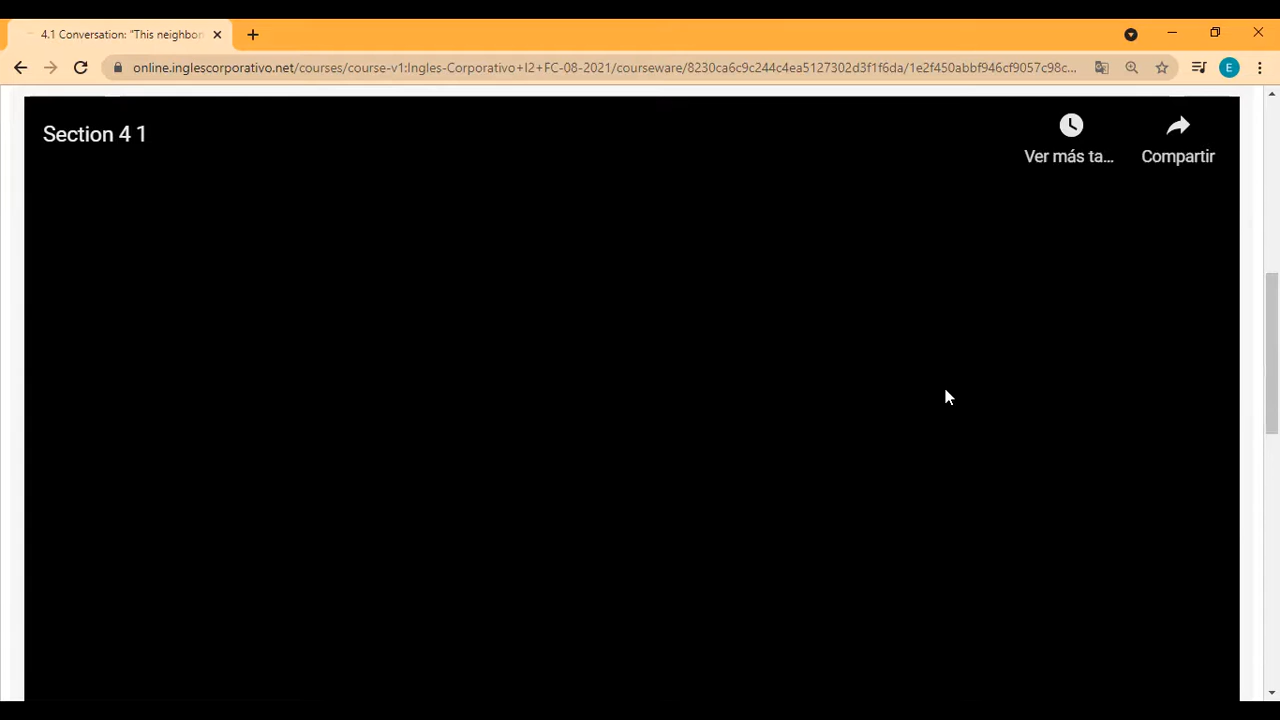 4.1 Conversation: "This neighbor
online.inglescorporativo.net/courses/course-v1:Ingles-Corporativo+I2+FC-08-2021/courseware/8230ca6c9c244c4ea5127302d3f1f6da/1e2f450abbf946cf9057c98c...
E
Section 4 1
Ver más ta...
Compartir